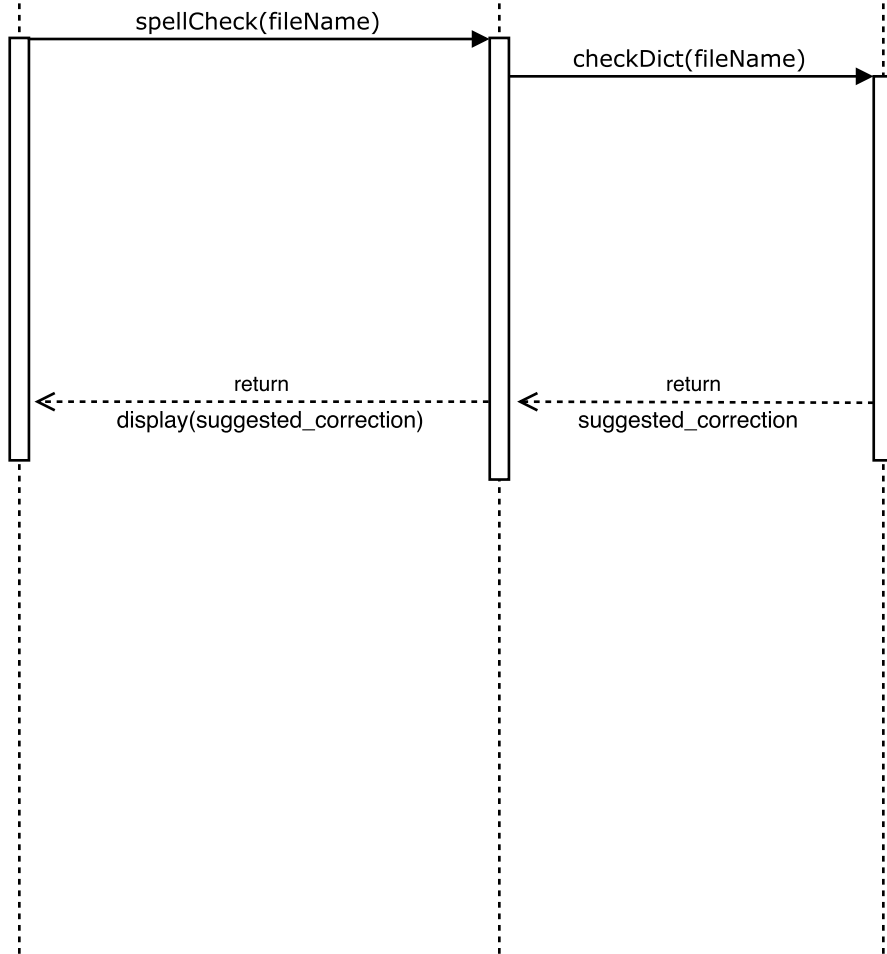 spellCheck(fileName)
checkDict(fileName)
return
display(suggested_correction)
return
suggested_correction